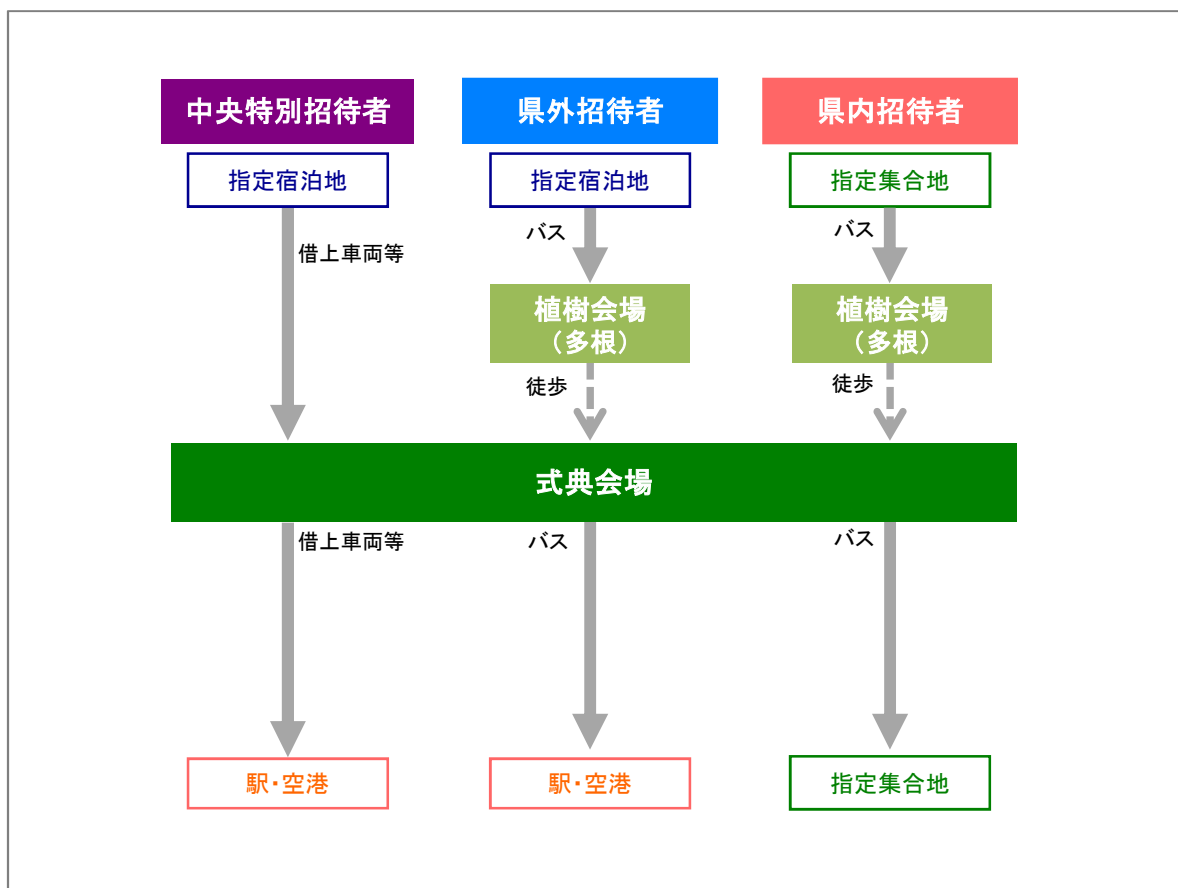 中央特別招待者
県外招待者
県内招待者
指定宿泊地
指定宿泊地
指定集合地
借上車両等
バス
バス
植樹会場
（多根）
植樹会場
（多根）
徒歩
徒歩
式典会場
借上車両等
バス
バス
駅・空港
駅・空港
指定集合地